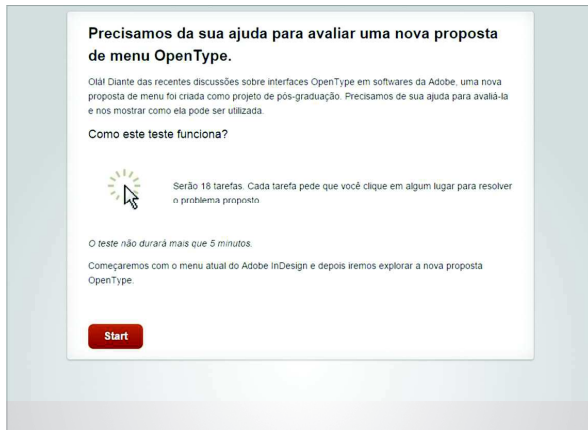 Precisamos da sua ajuda para avaliar uma nova proposta
de menu OpenType.
Olá! Diante das recentes discussões sobre interfaces OpenType em softwares da Adobe, uma nova
proposta de menu foi criada como projeto de pós-graduação. Precisamos de sua ajuda para avaliá-la
e nos mostrar como ela pode ser utilizada.
Como este teste funciona?
Serão 18 tarefas. Cada tarefa pede que você clique em algum lugar para resolver
o problema proposto
O teste não durará mais que 5 minutos.
Começaremos com o menu atual do Adobe InDesign e depois iremos explorar a nova proposta
OpenType.
Start